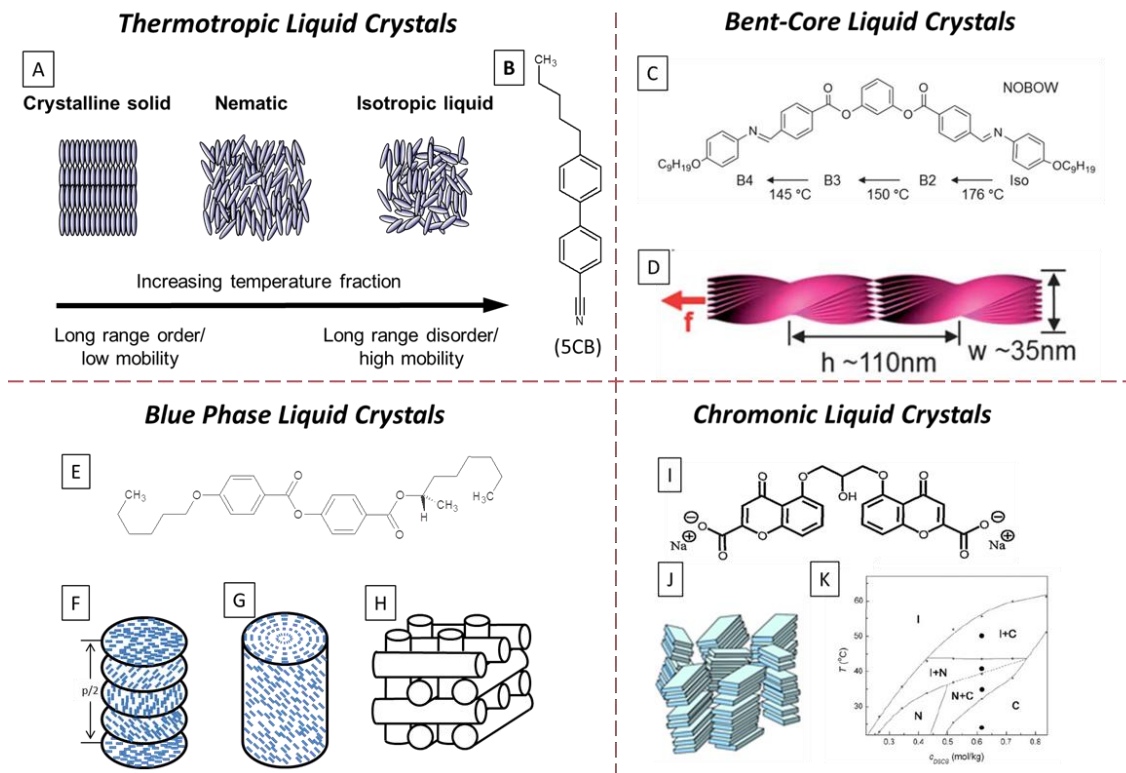 Thermotropic Liquid Crystals
A
Crystalline solid
Nematic
Isotropic liquid
Increasing temperature fraction
Long range order/
low mobility
Long range disorder/
high mobility
B
CH3
N
(5CB)
Bent-Core Liquid Crystals
C
NOBOW
O
O
O
O
N
N
C9H19O
OC9H19
B4
B3
B2
Iso
145 °C
150 °C
176 °C
D
f
h ~110nm
w ~35nm
Blue Phase Liquid Crystals
E
CH3
O
O
O
O
O
H
CH3
H3C
F
p/2
G
H
Chromonic Liquid Crystals
I
O
O
OH
O
O
O
O
O
O
O
O
Na
Na
J
K
T (°C)
60
50
40
30
I
I+C
I+N
N+C
N
C
0.3
0.4
0.5
0.6
0.7
0.8
cDSCG (mol/kg)